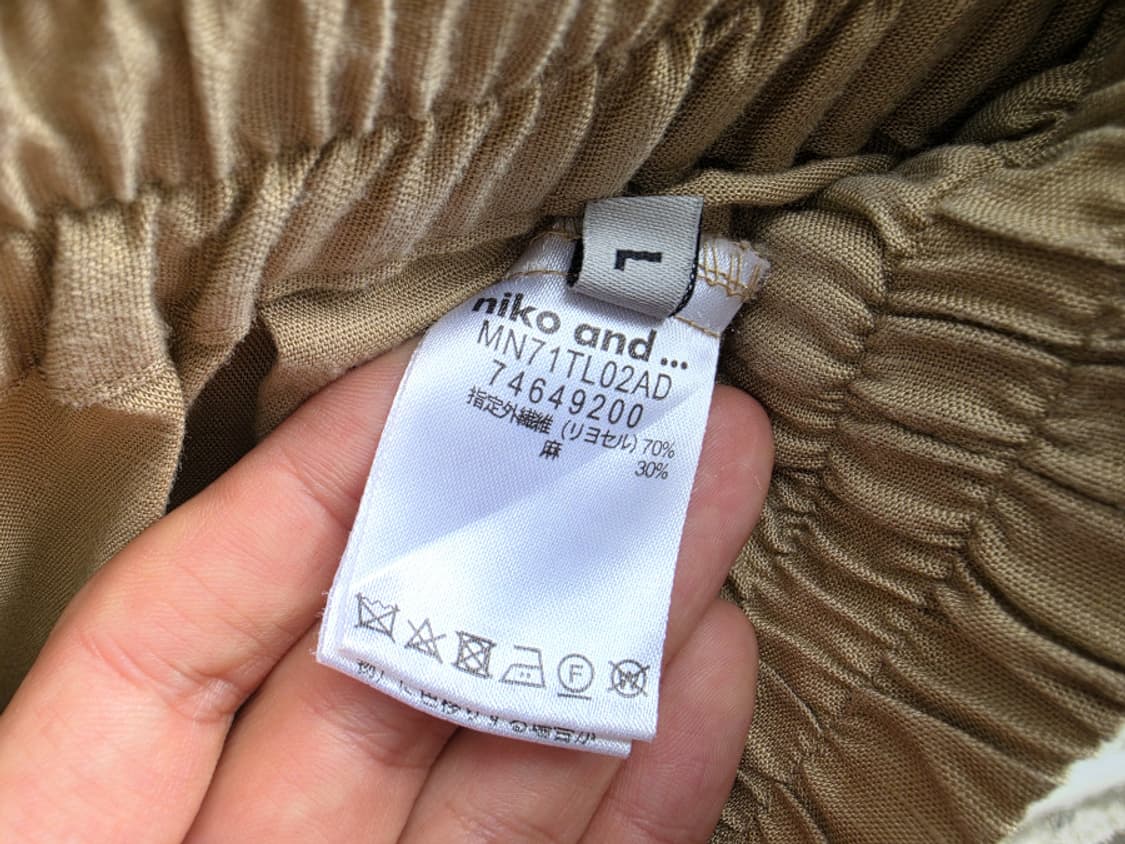 L
niko and...
MN71TL02AD
74649200
指定外繊維 (リヨセル) 70%
麻 30%
F
W